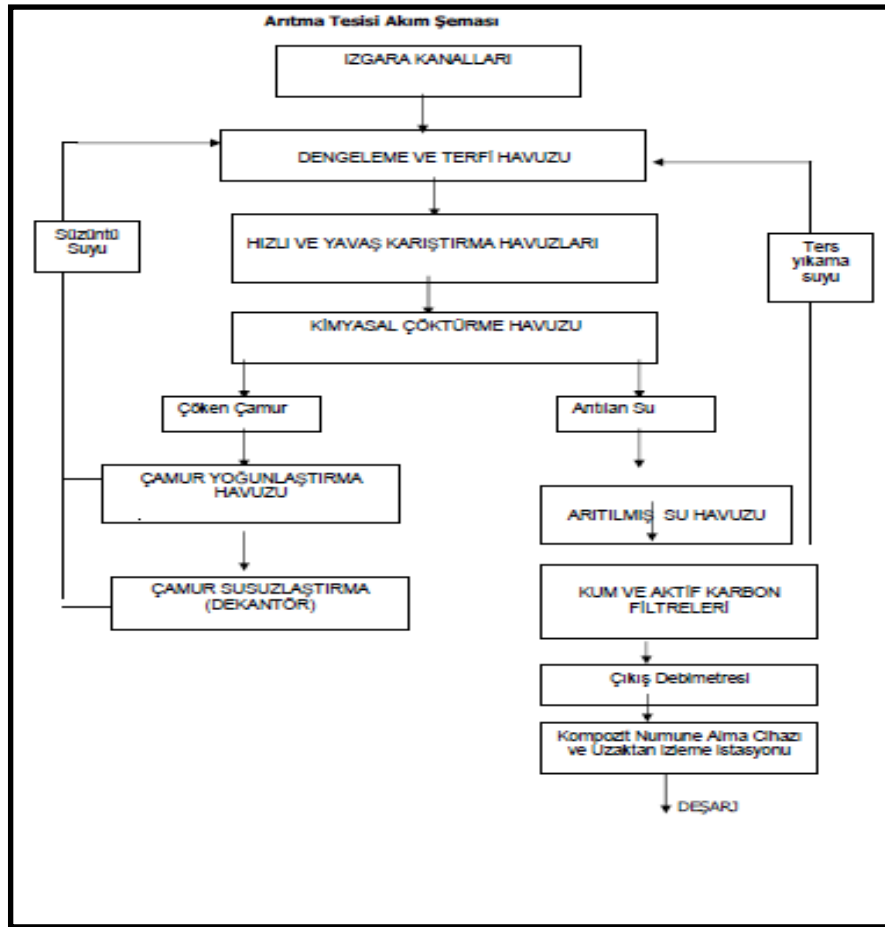 Arıtma Tesisi Akım Şeması
IZGARA KANALLARI
DENGELEME VE TERFİ HAVUZU
Süzüntü
Suyu
HIZLI VE YAVAŞ KARIŞTIRMA HAVUZLARI
Ters
yıkama
suyu
KİMYASAL ÇÖKTÜRME HAVUZU
Çöken Çamur
Arıtılan Su
ÇAMUR YOĞUNLAŞTIRMA
HAVUZU
ARITILMIŞ SU HAVUZU
ÇAMUR SUSUZLAŞTIRMA
(DEKANTÖR)
KUM VE AKTİF KARBON
FİLTRELERİ
Çıkış Debimetresi
Kompozit Numune Alma Cihazı
ve Uzaktan İzleme İstasyonu
DEŞARJ